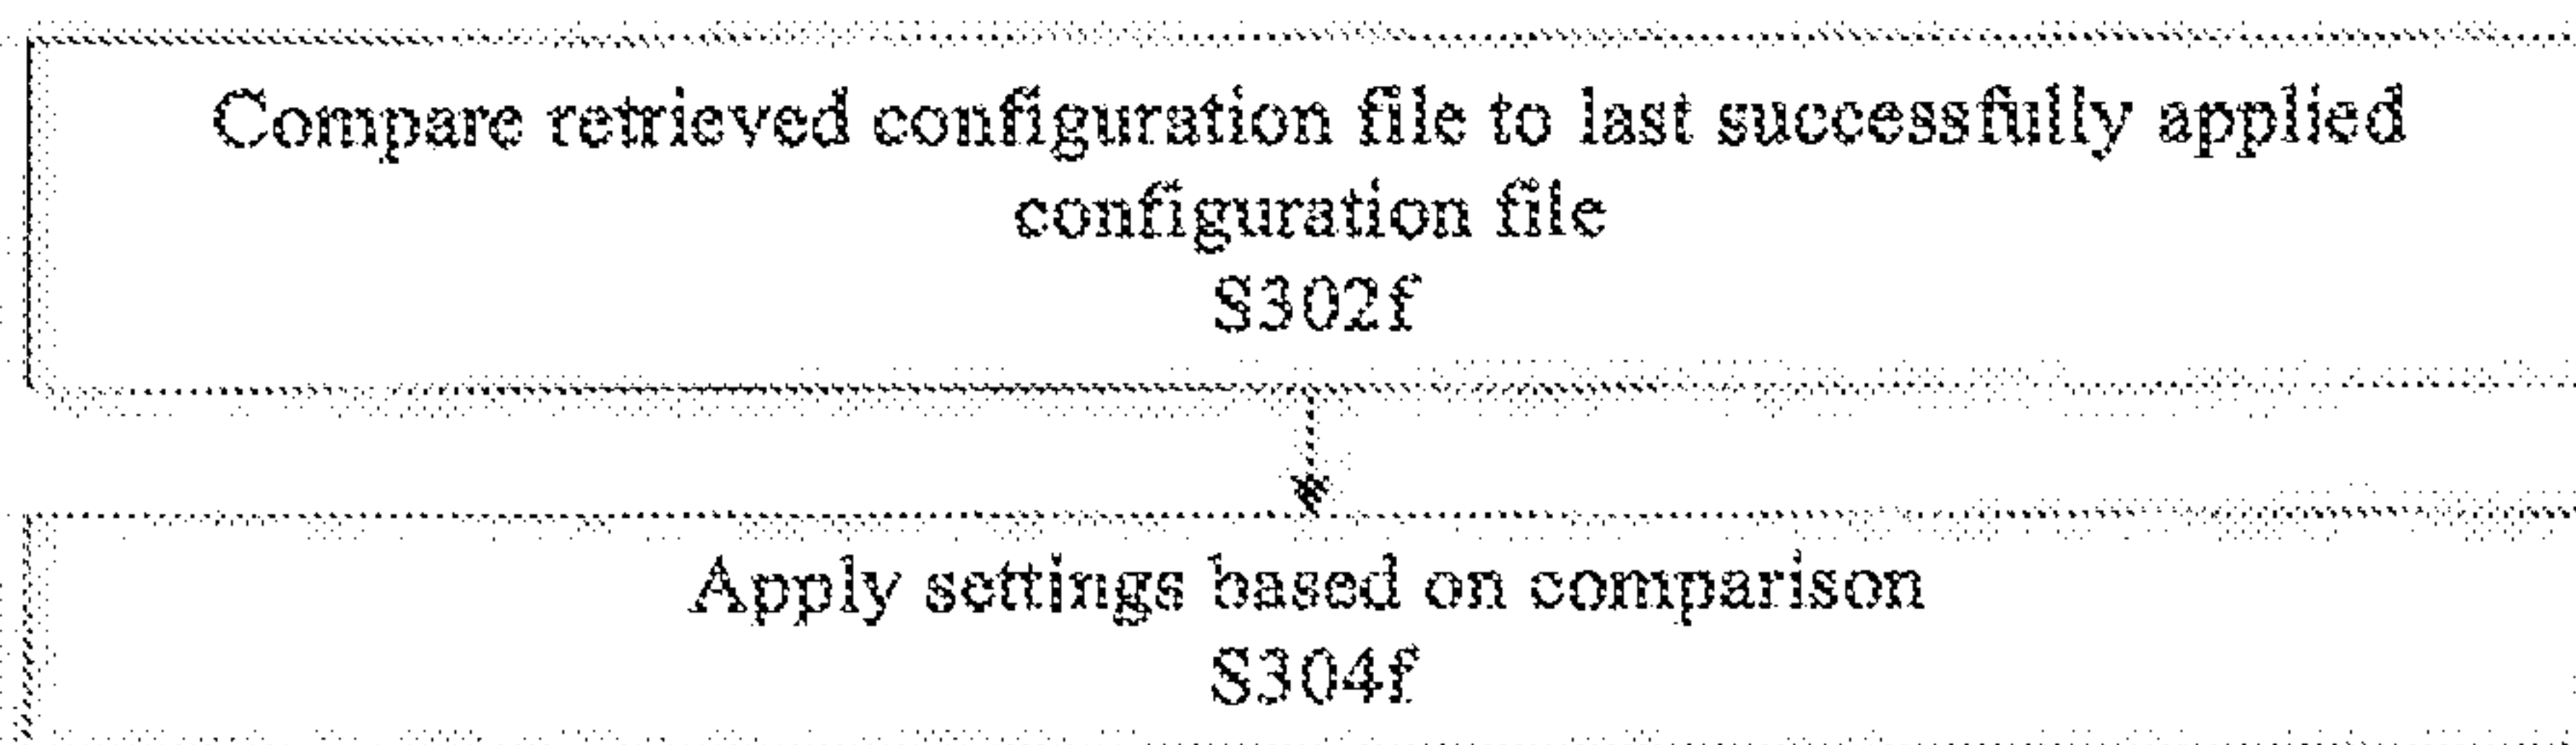 Compare retrieved configuration file to last successfully applied
configuration file
S302f
Apply settings based on comparison
S304f